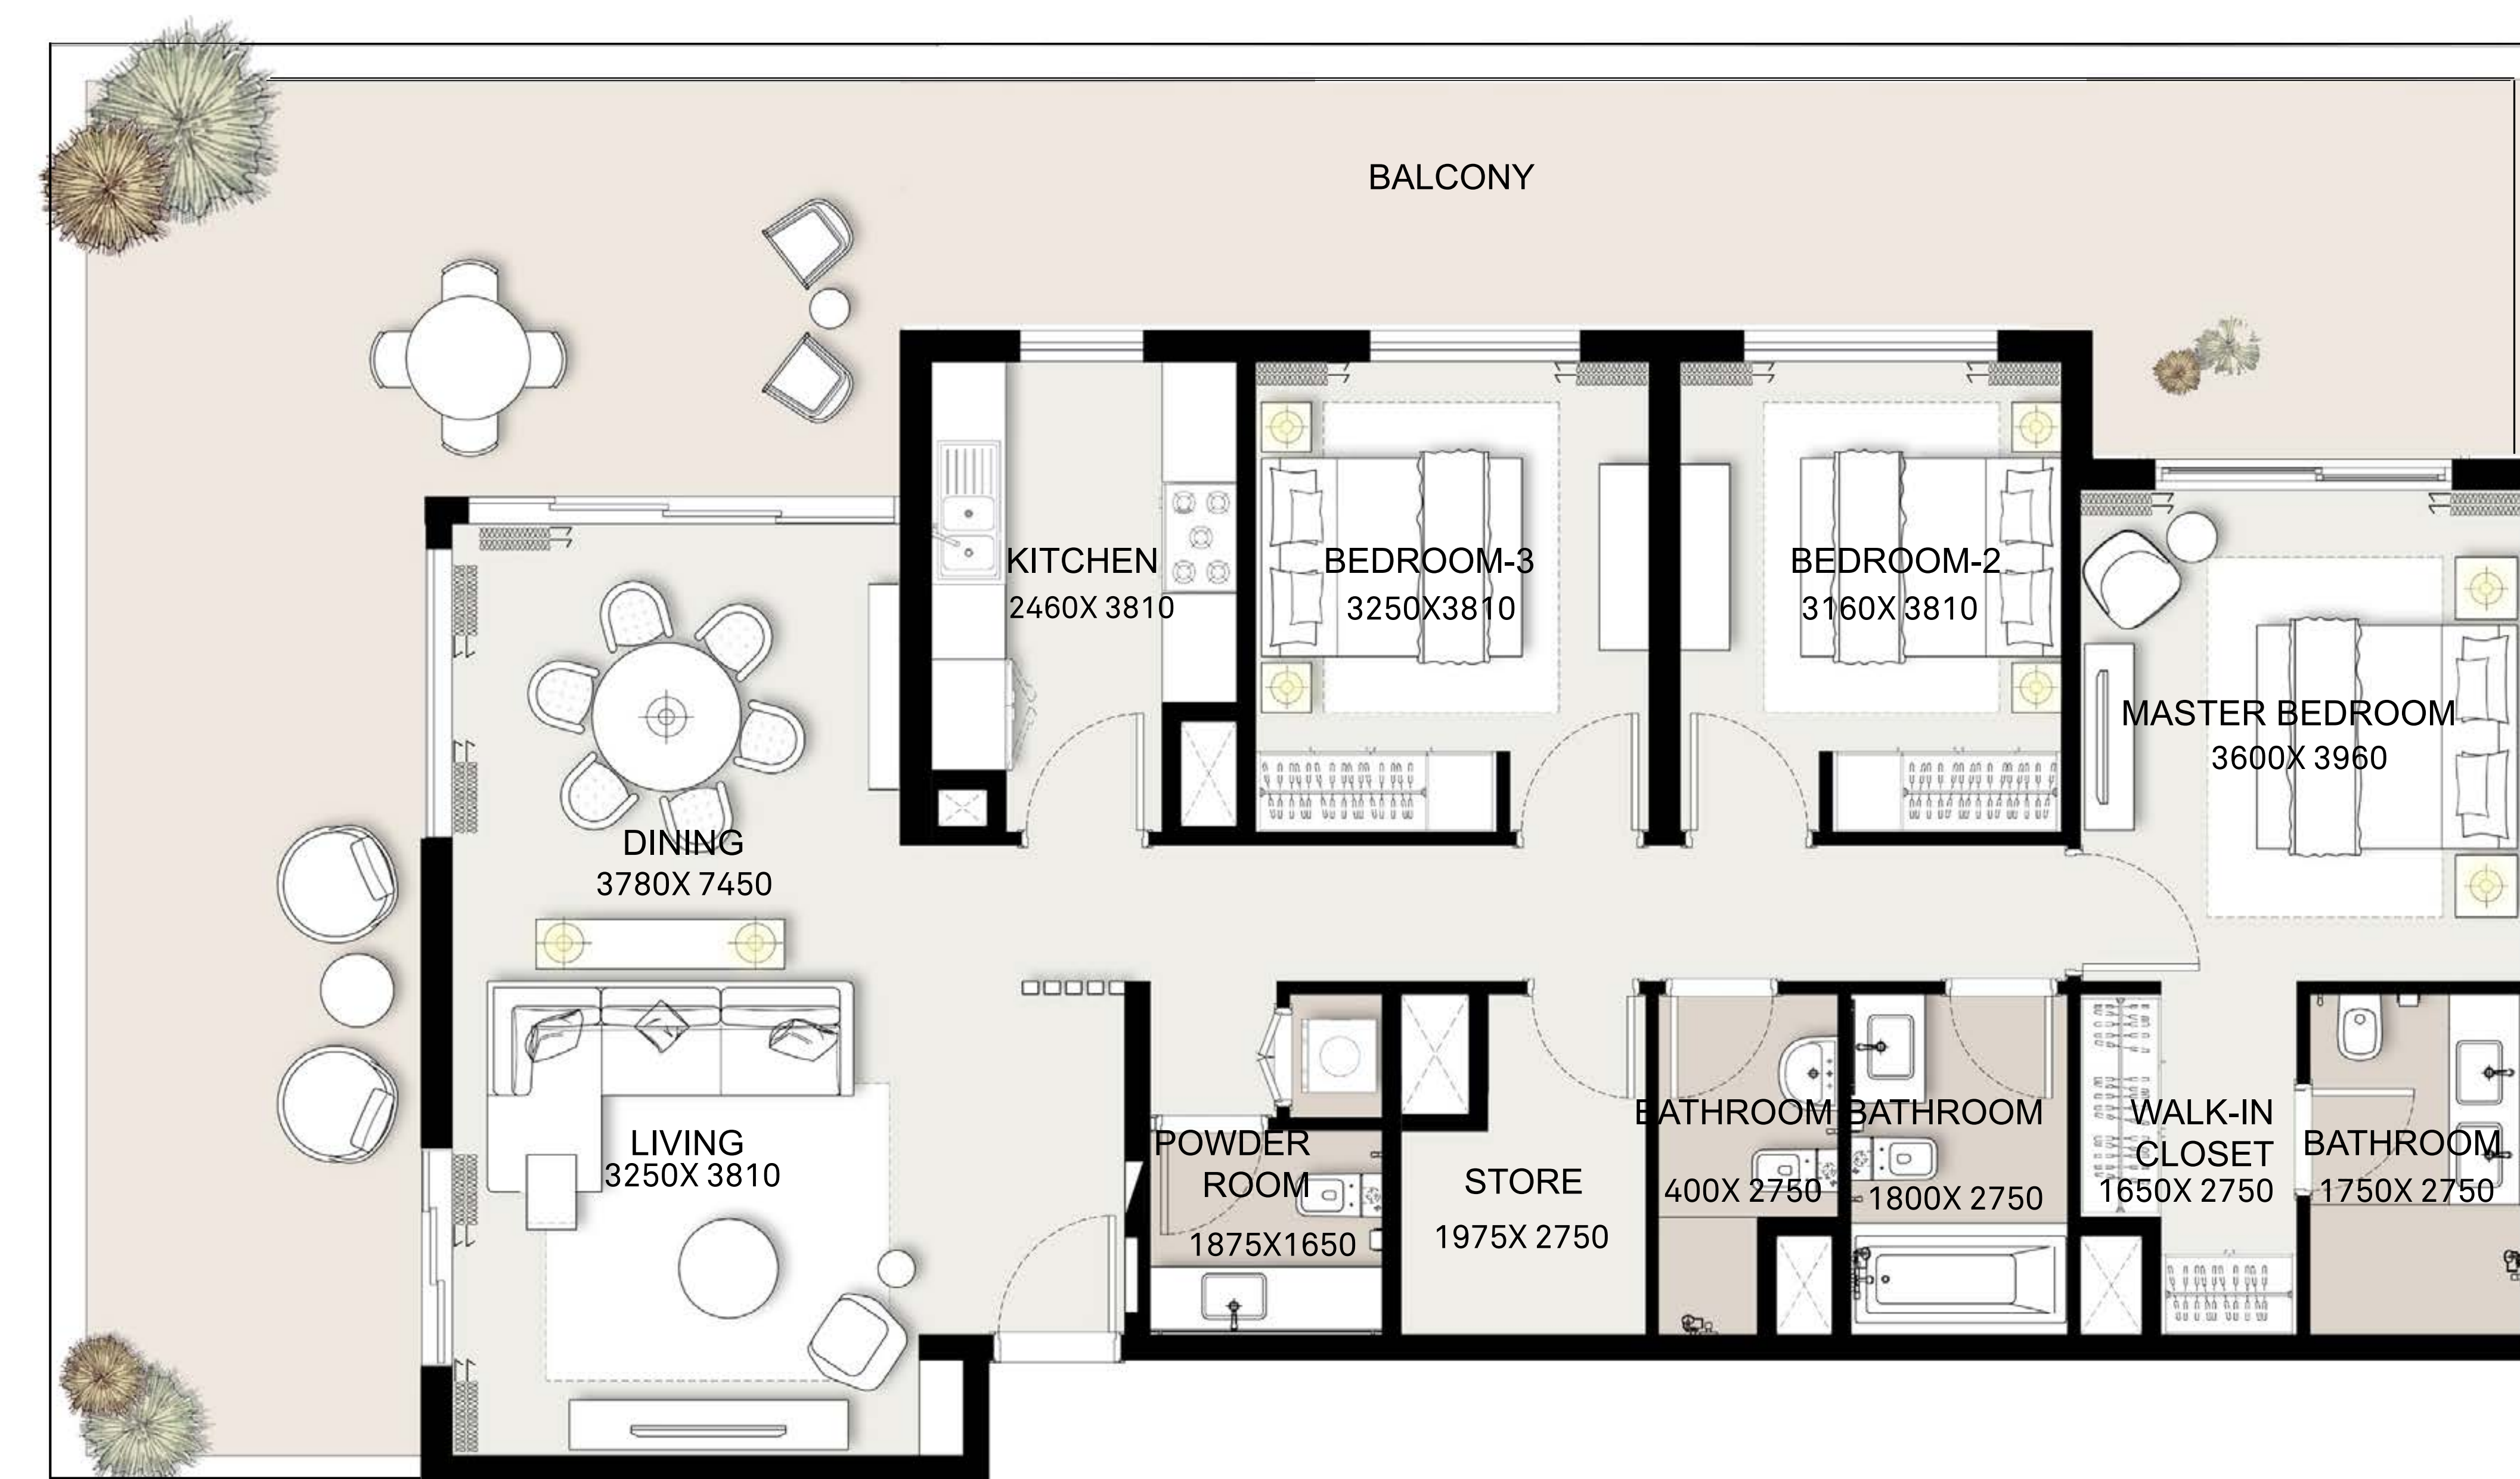 BALCONY
KITCHEN
2460X 3810
BEDROOM-3
3250X3810
BEDROOM-2
3160X 3810
MASTER BEDROOM
3600X 3960
DINING
3780X 7450
LIVING
3250X 3810
POWDER
ROOM
1875X1650
STORE
1975X 2750
BATHROOM
400X 2750
BATHROOM
1800X 2750
WALK-IN
CLOSET
1650X 2750
BATHROOM
1750X 2750